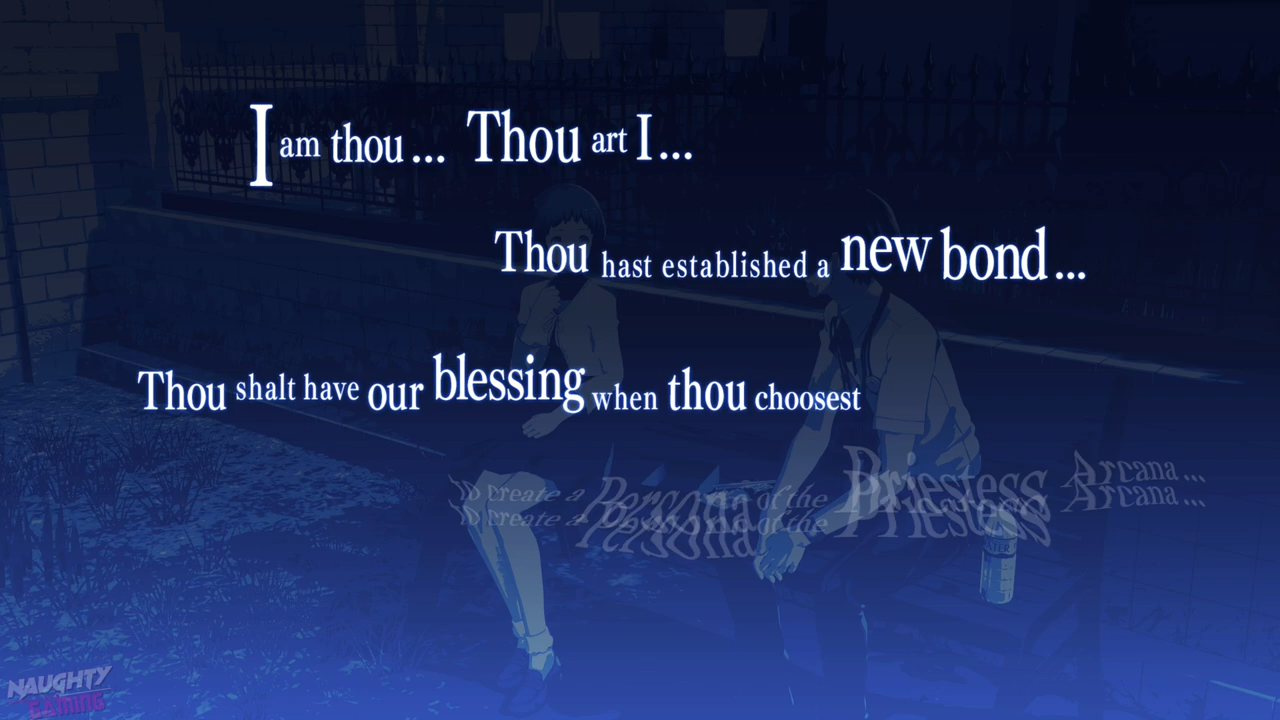 I am thou... Thou art I...
Thou hast established a new bond...
Thou shalt have our blessing when thou choosest
to create a Persona of the Priestess Arcana...
WATER
NAUGHTY
GAMING